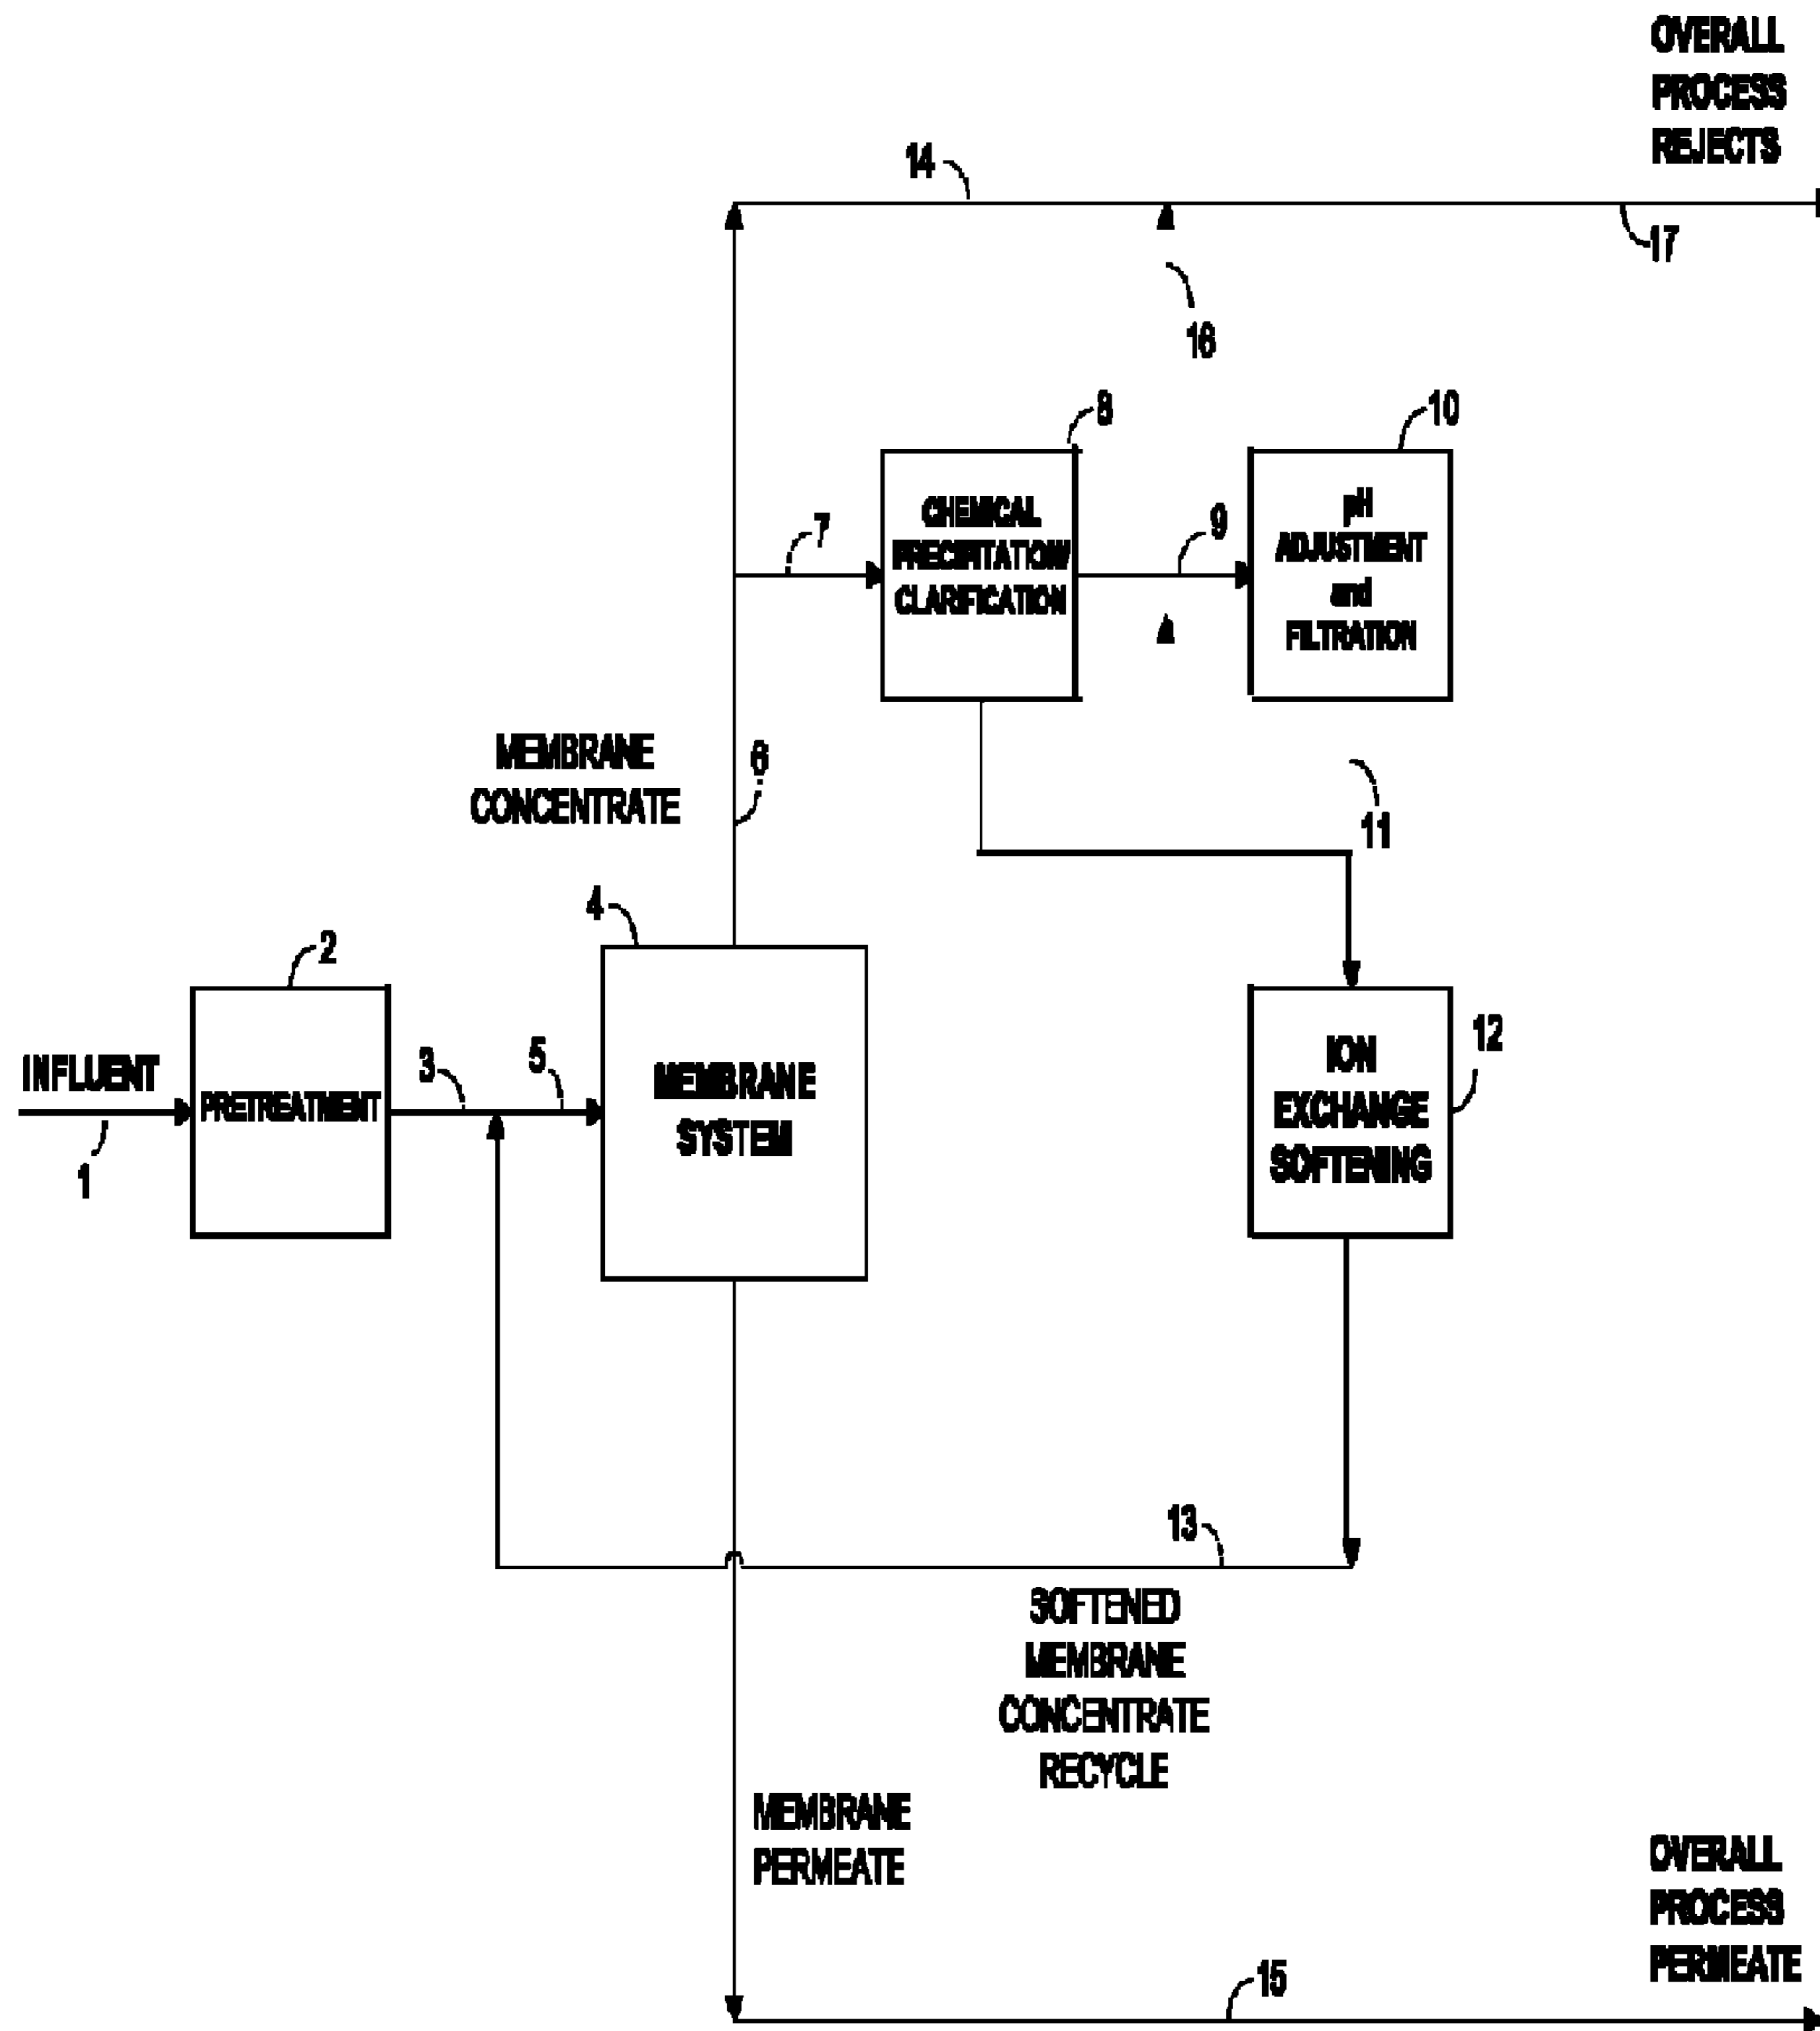 OVERALL
PROCESS
REJECTS
14
17
16
8
10
CHEMICAL
PRECIPITATION/
CLARIFICATION
7
9
pH
ADJUSTMENT
and
FILTRATION
MEMBRANE
CONCENTRATE
6
11
4
2
12
INFLUENT
1
PRETREATMENT
3
5
MEMBRANE
SYSTEM
ION
EXCHANGE
SOFTENING
13
SOFTENED
MEMBRANE
CONCENTRATE
RECYCLE
MEMBRANE
PERMEATE
OVERALL
PROCESS
PERMEATE
15